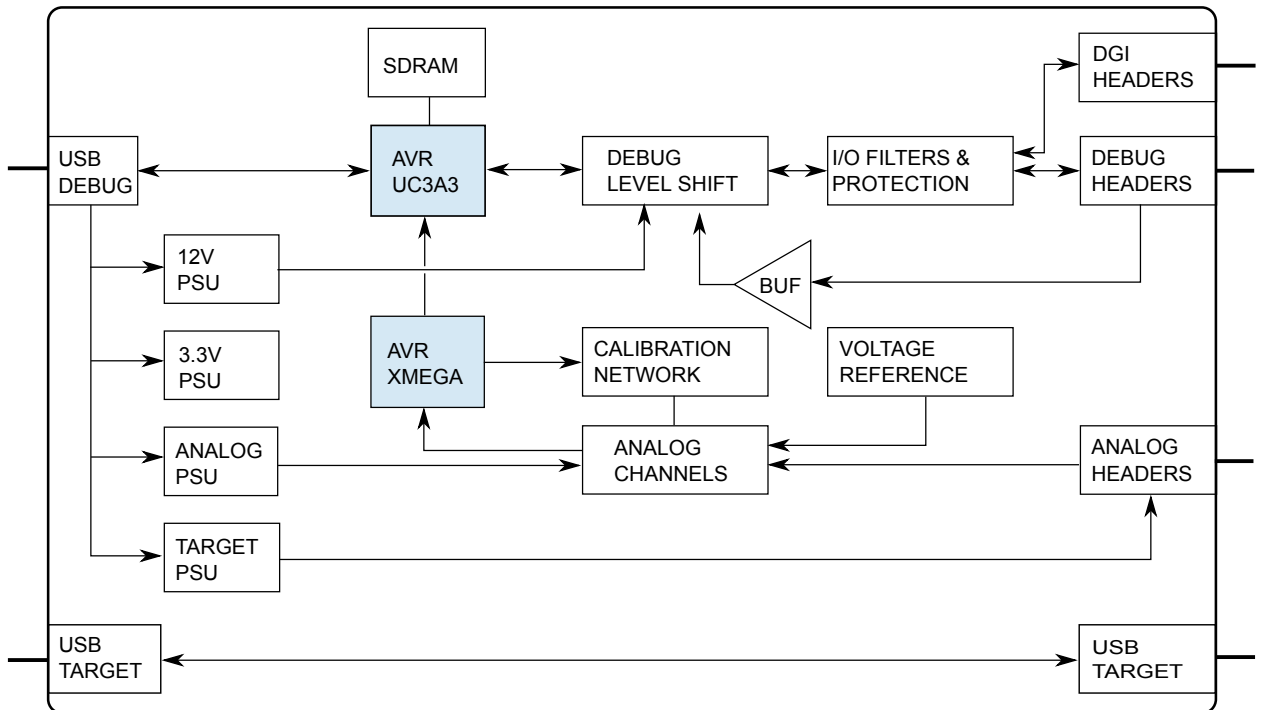 SDRAM
DGI
HEADERS
USB
DEBUG
AVR
UC3A3
DEBUG
LEVEL SHIFT
I/O FILTERS &
PROTECTION
DEBUG
HEADERS
12V
PSU
BUF
3.3V
PSU
AVR
XMEGA
CALIBRATION
NETWORK
VOLTAGE
REFERENCE
ANALOG
PSU
ANALOG
CHANNELS
ANALOG
HEADERS
TARGET
PSU
USB
TARGET
USB
TARGET